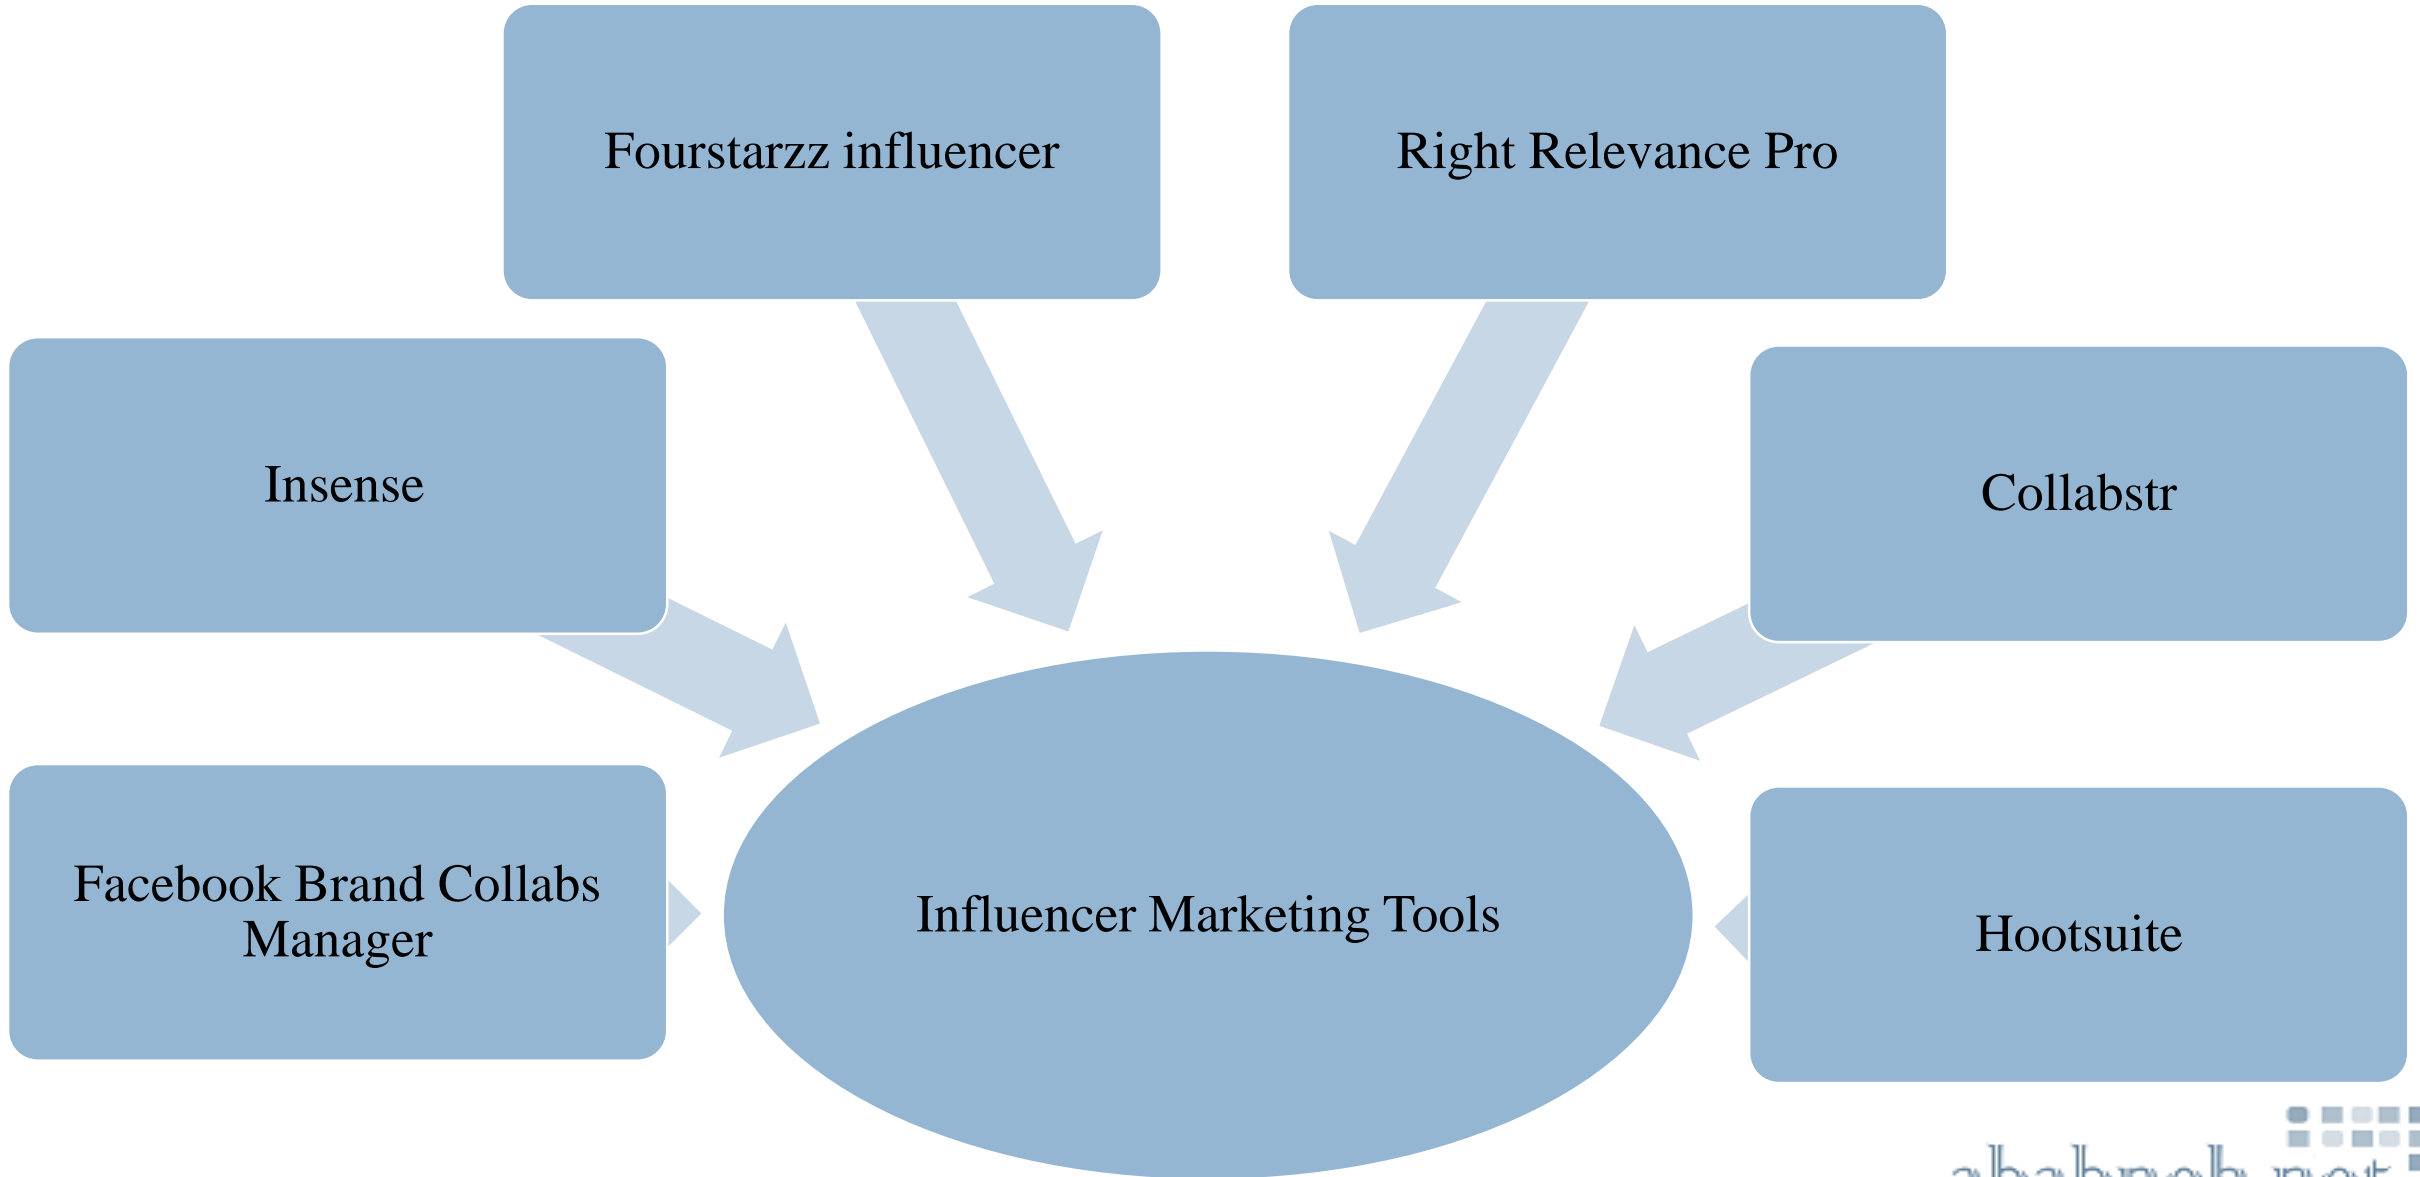 Fourstarzz influencer
Right Relevance Pro
Insense
Collabstr
Facebook Brand Collabs
Manager
Influencer Marketing Tools
Hootsuite